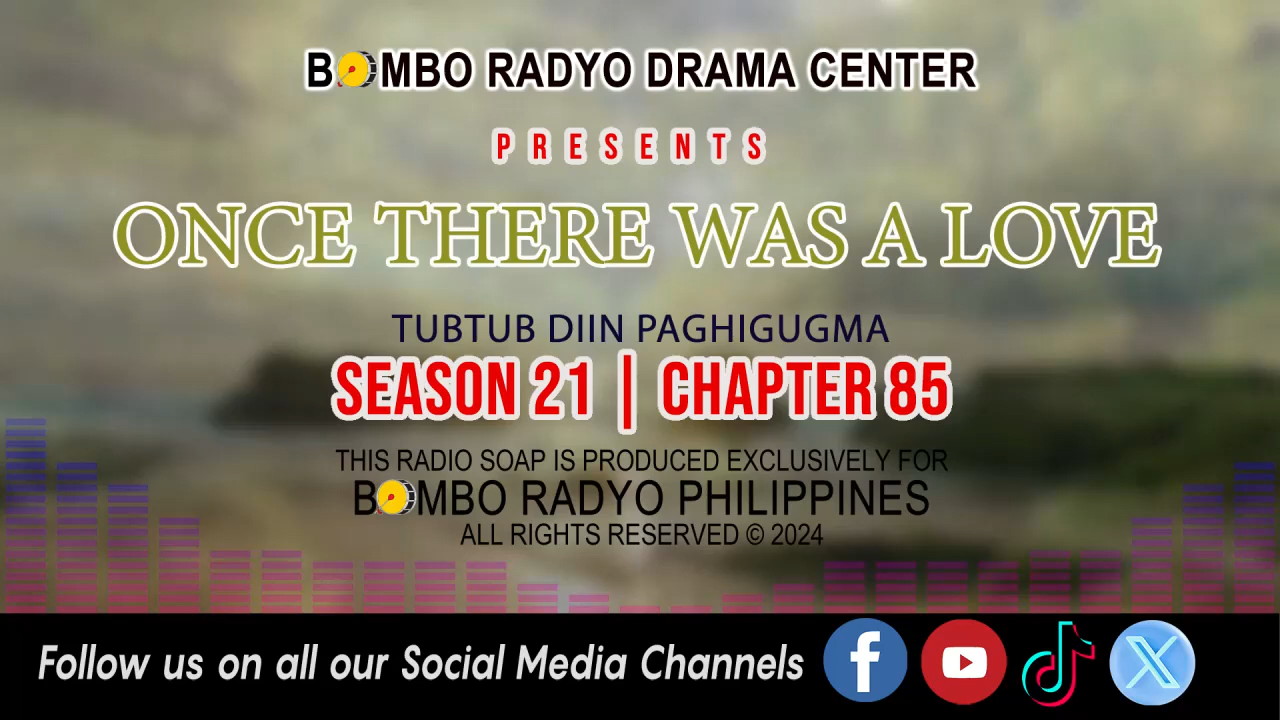 BOMBO RADYO DRAMA CENTER
PRESENTS
ONCE THERE WAS A LOVE
TUBTUB DIIN PAGHIGUGMA
SEASON 21 | CHAPTER 85
THIS RADIO SOAP IS PRODUCED EXCLUSIVELY FOR
BOMBO RADYO PHILIPPINES
ALL RIGHTS RESERVED © 2024
Follow us on all our Social Media Channels